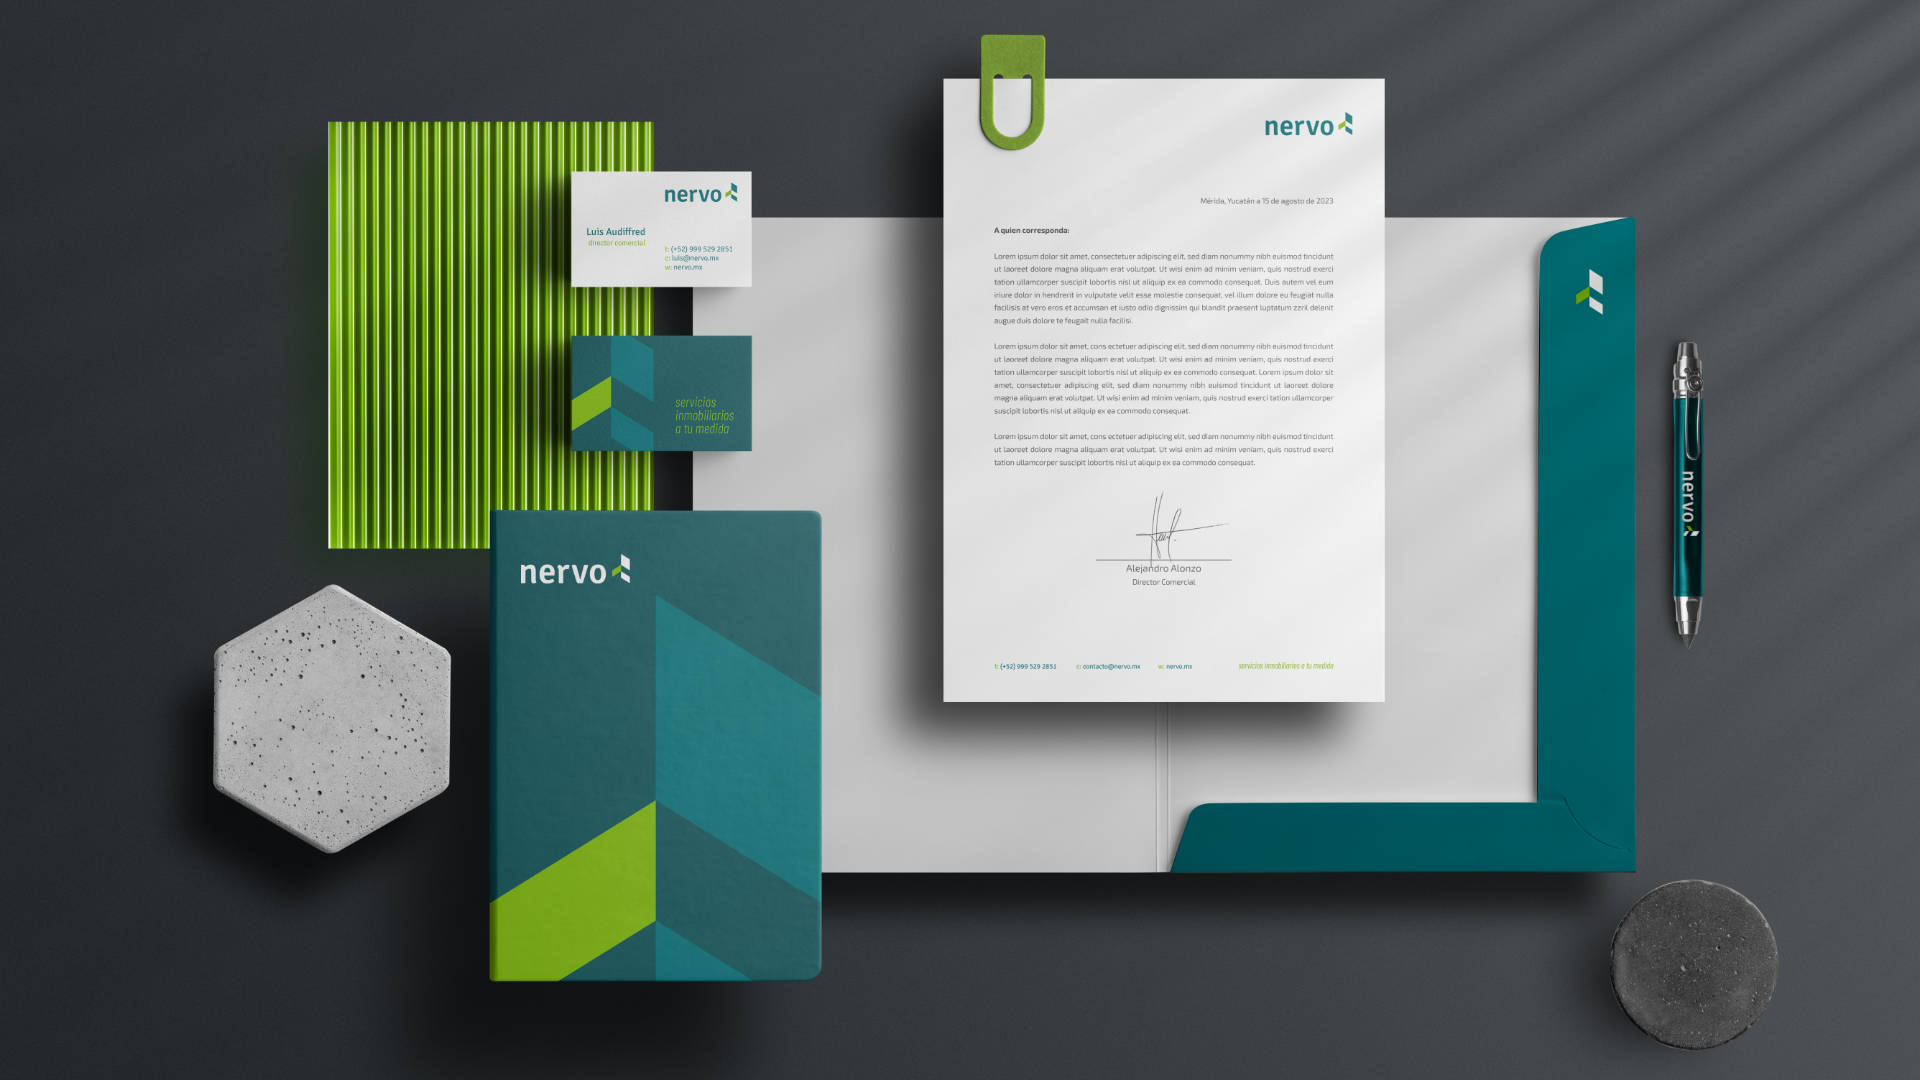 nervo
Luis Audiffred
director comercial
t: (+52) 999 529 2851
c: luis@nervo.mx
w: nervo.mx
servicios
inmobiliarios
a tu medida
nervo
nervo
Mérida, Yucatán a 15 de agosto de 2023
A quien corresponda:
Lorem ipsum dolor sit amet, consectetuer adipiscing elit, sed diam nonummy nibh euismod tincidunt
ut laoreet dolore magna aliquam erat volutpat. Ut wisi enim ad minim veniam, quis nostrud exerci
tation ullamcorper suscipit lobortis nisl ut aliquip ex ea commodo consequat. Duis autem vel eum
iriure dolor in hendrerit in vulputate velit esse molestie consequat, vel illum dolore eu feugiat nulla
facilisis at vero eros et accumsan et iusto odio dignissim qui blandit praesent luptatum zzril delenit
augue duis dolore te feugait nulla facilisi.
Lorem ipsum dolor sit amet, cons ectetuer adipiscing elit, sed diam nonummy nibh euismod tincidunt
ut laoreet dolore magna aliquam erat volutpat. Ut wisi enim ad minim veniam, quis nostrud exerci
tation ullamcorper suscipit lobortis nisl ut aliquip ex ea commodo consequat. Lorem ipsum dolor sit
amet, consectetuer adipiscing elit, sed diam nonummy nibh euismod tincidunt ut laoreet dolore
magna aliquam erat volutpat. Ut wisi enim ad minim veniam, quis nostrud exerci tation ullamcorper
suscipit lobortis nisl ut aliquip ex ea commodo consequat.
Lorem ipsum dolor sit amet, cons ectetuer adipiscing elit, sed diam nonummy nibh euismod tincidunt
ut laoreet dolore magna aliquam erat volutpat. Ut wisi enim ad minim veniam, quis nostrud exerci
tation ullamcorper suscipit lobortis nisl ut aliquip ex ea commodo consequat.
Alejandro Alonzo
Director Comercial
t: (+52) 999 529 2851 c: contacto@nervo.mx w: nervo.mx servicios inmobiliarios a tu medida
nervo